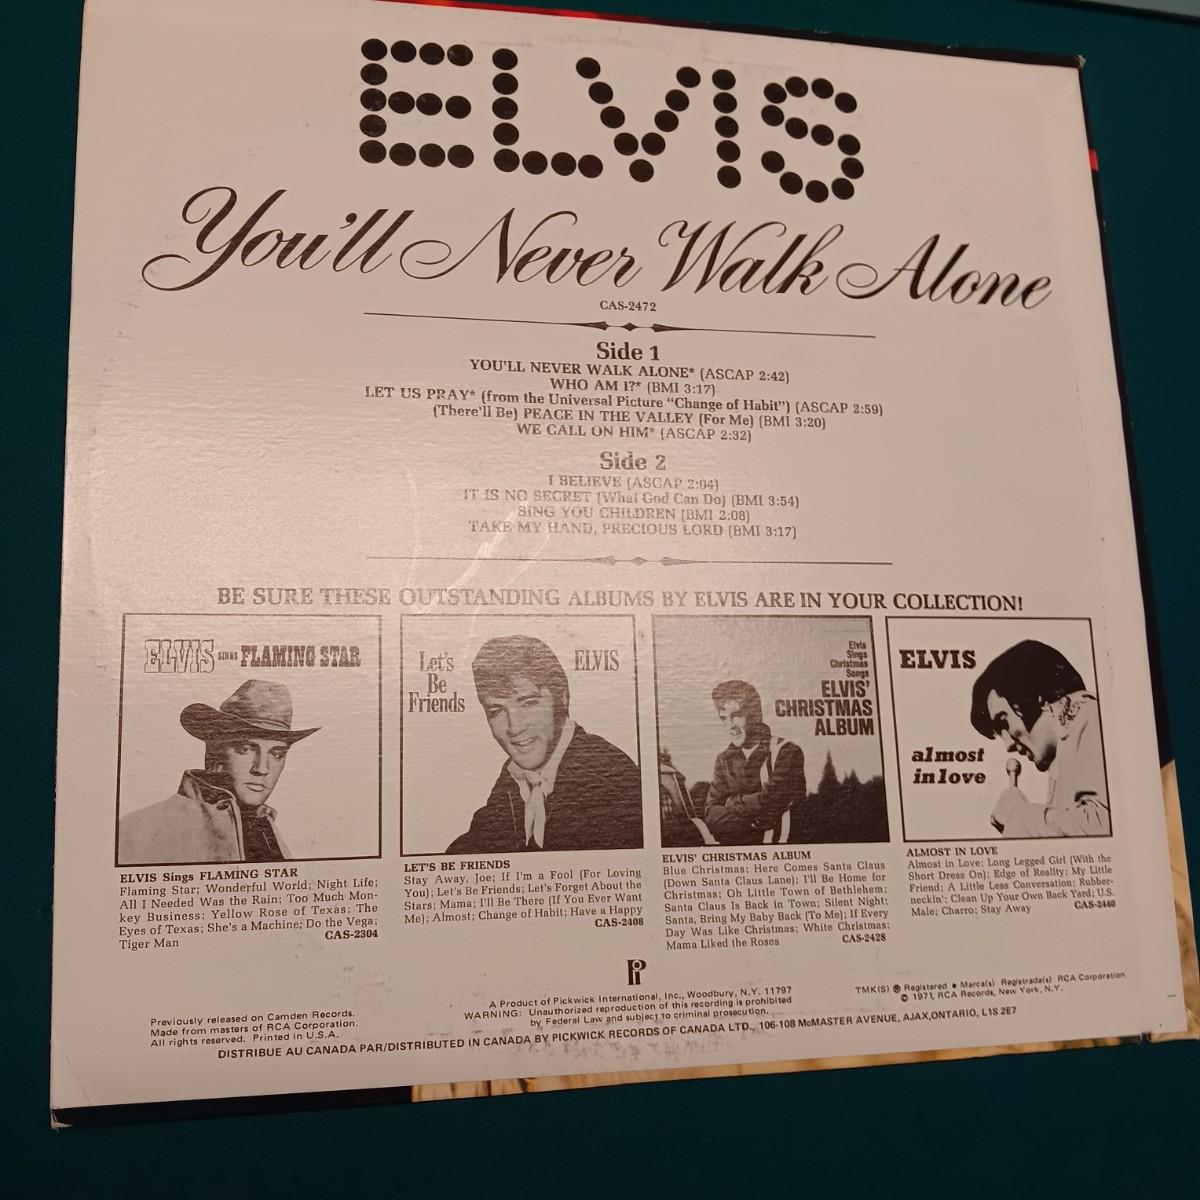 ELVIS
You'll Never Walk Alone
CAS-2472
Side 1
YOU'LL NEVER WALK ALONE* (ASCAP 2:42)
WHO AM I?* (BMI 3:17)
LET US PRAY* (from the Universal Picture "Change of Habit") (ASCAP 2:59)
(There'll Be) PEACE IN THE VALLEY (For Me) (BMI 3:20)
WE CALL ON HIM* (ASCAP 2:32)
Side 2
I BELIEVE (ASCAP 2:04)
IT IS NO SECRET (What God Can Do) (BMI 3:54)
SING YOU CHILDREN (BMI 2:08)
TAKE MY HAND, PRECIOUS LORD (BMI 3:17)
BE SURE THESE OUTSTANDING ALBUMS BY ELVIS ARE IN YOUR COLLECTION!
ELVIS SINGS FLAMING STAR
ELVIS Sings FLAMING STAR
Flaming Star; Wonderful World; Night Life;
All I Needed Was the Rain; Too Much Mon-
key Business; Yellow Rose of Texas; The
Eyes of Texas; She's a Machine; Do the Vega;
Tiger Man CAS-2304
Let's
Be
Friends
ELVIS
LET'S BE FRIENDS
Stay Away, Joe; If I'm a Fool (For Loving
You); Let's Be Friends; Let's Forget About the
Stars; Mama; I'll Be There (If You Ever Want
Me); Almost; Change of Habit; Have a Happy
CAS-2408
Elvis
Sings
Christmas
Songs
ELVIS'
CHRISTMAS
ALBUM
ELVIS' CHRISTMAS ALBUM
Blue Christmas; Here Comes Santa Claus
(Down Santa Claus Lane); I'll Be Home for
Christmas; Oh Little Town of Bethlehem;
Santa Claus Is Back in Town; Silent Night;
Santa, Bring My Baby Back (To Me); If Every
Day Was Like Christmas; White Christmas;
Mama Liked the Roses CAS-2428
ELVIS
almost
in love
ALMOST IN LOVE
Almost in Love; Long Legged Girl (With the
Short Dress On); Edge of Reality; My Little
Friend; A Little Less Conversation; Rubber-
neckin'; Clean Up Your Own Back Yard; U.S.
Male; Charro; Stay Away CAS-2440
Previously released on Camden Records.
Made from masters of RCA Corporation.
All rights reserved. Printed in U.S.A.
A Product of Pickwick International, Inc., Woodbury, N.Y. 11797
WARNING: Unauthorized reproduction of this recording is prohibited
by Federal Law and subject to criminal prosecution.
TMK(S) ® Registered • Marca(s) Registrada(s) RCA Corporation
© 1971, RCA Records, New York, N.Y.
DISTRIBUE AU CANADA PAR/DISTRIBUTED IN CANADA BY PICKWICK RECORDS OF CANADA LTD., 106-108 McMASTER AVENUE, AJAX,ONTARIO, L1S 2E7